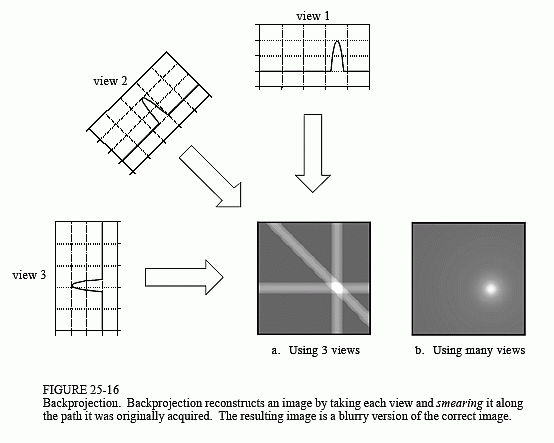 view 1
view 2
view 3
a. Using 3 views
b. Using many views
FIGURE 25-16
Backprojection. Backprojection reconstructs an image by taking each view and smearing it along
the path it was originally acquired. The resulting image is a blurry version of the correct image.